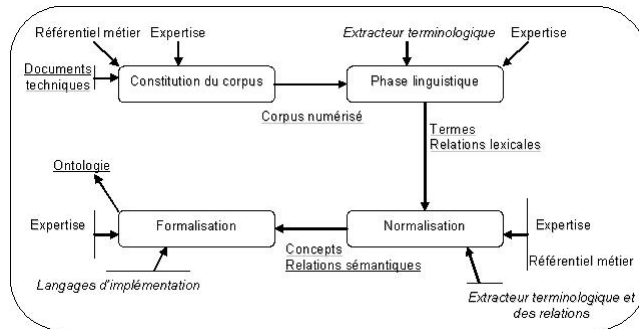 Référentiel métier Expertise
Extracteur terminologique Expertise
Documents
techniques
Constitution du corpus
Phase linguistique
Corpus numérisé
Termes
Relations lexicales
Ontologie
Expertise
Formalisation
Normalisation
Expertise
Référentiel métier
Concepts
Relations sémantiques
Langages d'implémentation
Extracteur terminologique et
des relations